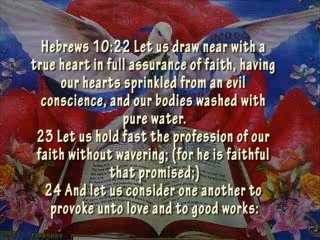 Hebrews 10:22 Let us draw near with a
true heart in full assurance of faith, having
our hearts sprinkled from an evil
conscience, and our bodies washed with
pure water.
23 Let us hold fast the profession of our
faith without wavering; (for he is faithful
that promised;)
24 And let us consider one another to
provoke unto love and to good works: